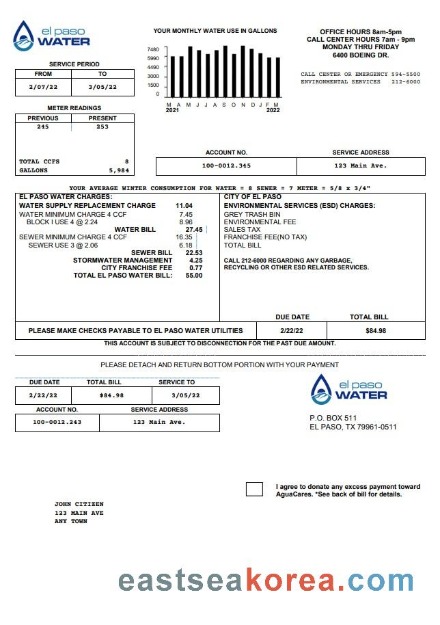 el paso
WATER
YOUR MONTHLY WATER USE IN GALLONS
OFFICE HOURS 8am-5pm
CALL CENTER HOURS 7am - 9pm
MONDAY THRU FRIDAY
6400 BOEING DR.
CALL CENTER OR EMERGENCY 594-5500
ENVIRONMENTAL SERVICES 212-6000
7480
6490
5990
4490
3000
1500
0
M A M J J A S O N D J F M
2021 2022
SERVICE PERIOD
FROM TO
2/07/22 3/05/22
METER READINGS
PREVIOUS PRESENT
245 253
TOTAL CCFS 8
GALLONS 5,984
ACCOUNT NO. SERVICE ADDRESS
100-0012.345 123 Main Ave.
YOUR AVERAGE WINTER CONSUMPTION FOR WATER = 8 SEWER = 7 METER = 5/8 x 3/4"
EL PASO WATER CHARGES:
WATER SUPPLY REPLACEMENT CHARGE 11.04
WATER MINIMUM CHARGE 4 CCF 7.45
BLOCK I USE 4 @ 2.24 8.96
WATER BILL 27.45
SEWER MINIMUM CHARGE 4 CCF 16.35
SEWER USE 3 @ 2.06 6.18
SEWER BILL 22.53
STORMWATER MANAGEMENT 4.25
CITY FRANCHISE FEE 0.77
TOTAL EL PASO WATER BILL: 55.00
CITY OF EL PASO
ENVIRONMENTAL SERVICES (ESD) CHARGES:
GREY TRASH BIN
ENVIRONMENTAL FEE
SALES TAX
FRANCHISE FEE(NO TAX)
TOTAL BILL
CALL 212-6000 REGARDING ANY GARBAGE,
RECYCLING OR OTHER ESD RELATED SERVICES.
DUE DATE TOTAL BILL
PLEASE MAKE CHECKS PAYABLE TO EL PASO WATER UTILITIES 2/22/22 $84.98
THIS ACCOUNT IS SUBJECT TO DISCONNECTION FOR THE PAST DUE AMOUNT.
PLEASE DETACH AND RETURN BOTTOM PORTION WITH YOUR PAYMENT
DUE DATE TOTAL BILL SERVICE TO
2/22/22 $84.98 3/05/22
ACCOUNT NO. SERVICE ADDRESS
100-0012.243 123 Main Ave.
el paso
WATER
P.O. BOX 511
EL PASO, TX 79961-0511
I agree to donate any excess payment toward
AguaCares. *See back of bill for details.
JOHN CITIZEN
123 MAIN AVE
ANY TOWN
eastseakorea.com